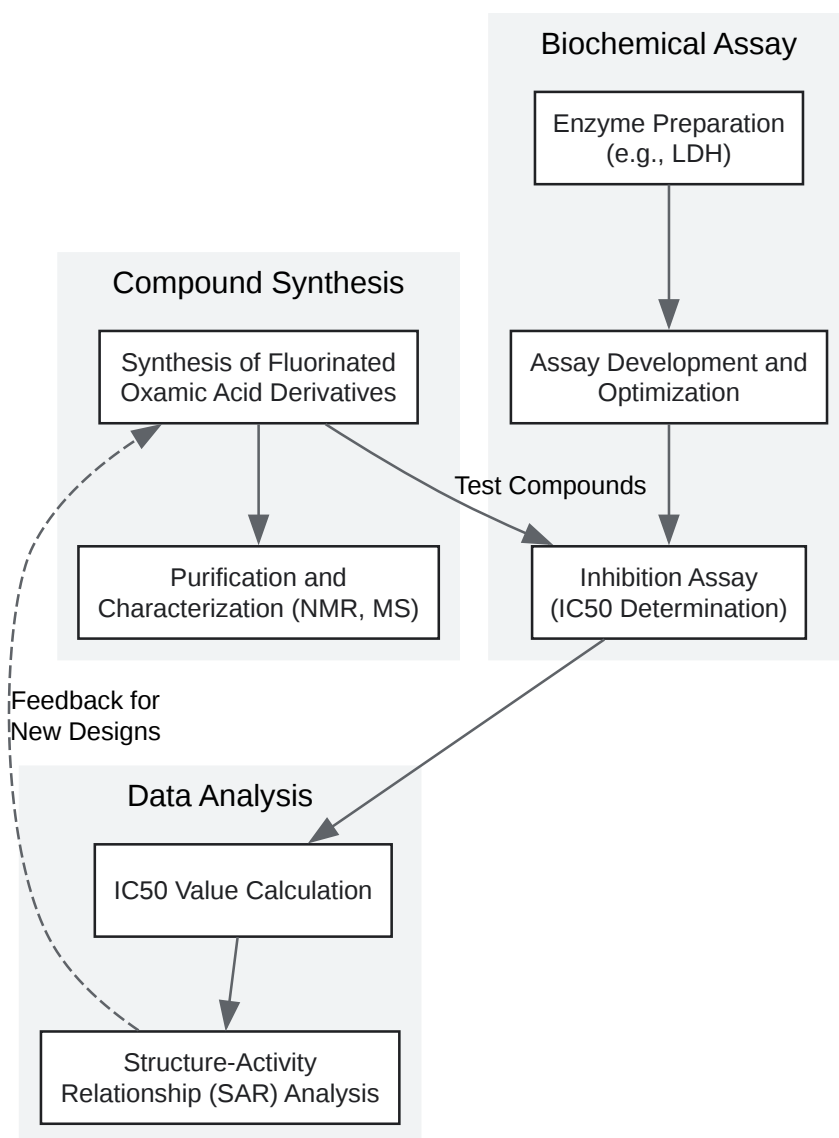 Biochemical Assay
Enzyme Preparation
(e.g., LDH)
Compound Synthesis
Synthesis of Fluorinated
Oxamic Acid Derivatives
Assay Development and
Optimization
Test Compounds
Purification and
Characterization (NMR, MS)
Inhibition Assay
(IC50 Determination)
Feedback for
New Designs
Data Analysis
IC50 Value Calculation
Structure-Activity
Relationship (SAR) Analysis